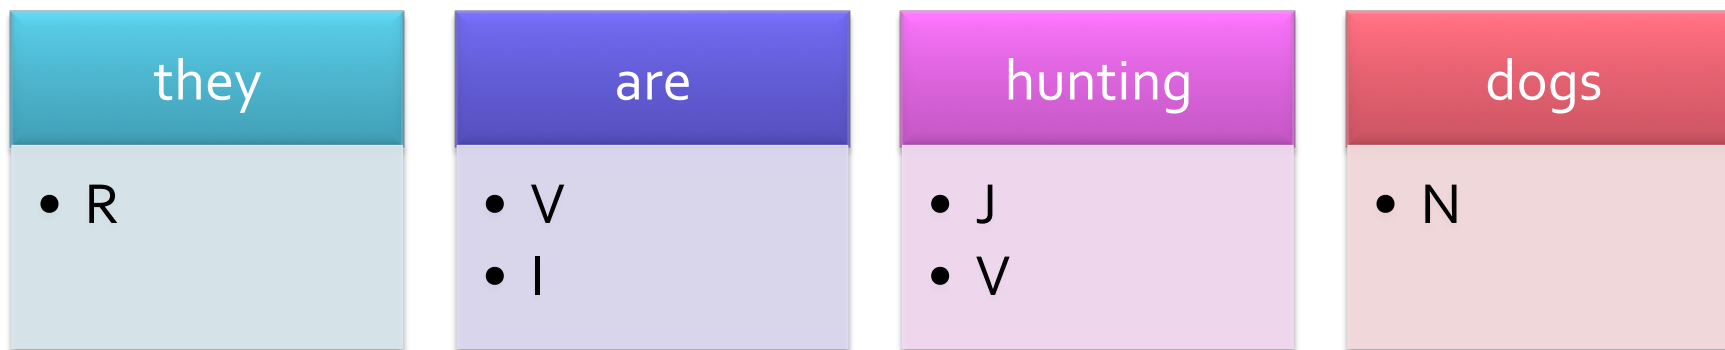 they
• R
are
• V
• I
hunting
• J
• V
dogs
• N